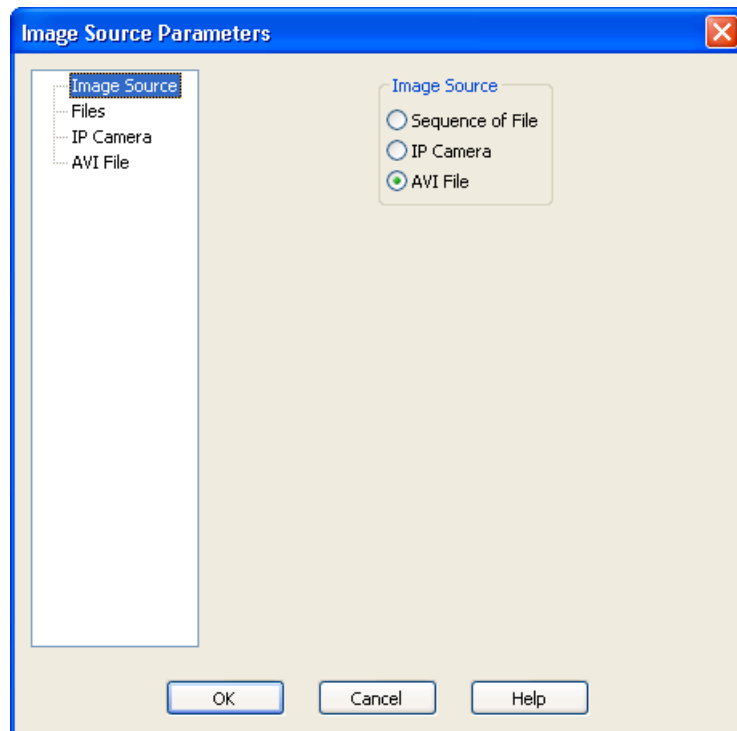 Image Source Parameters
Image Source
Files
IP Camera
AVI File
Image Source
Sequence of File
IP Camera
AVI File
OK Cancel Help